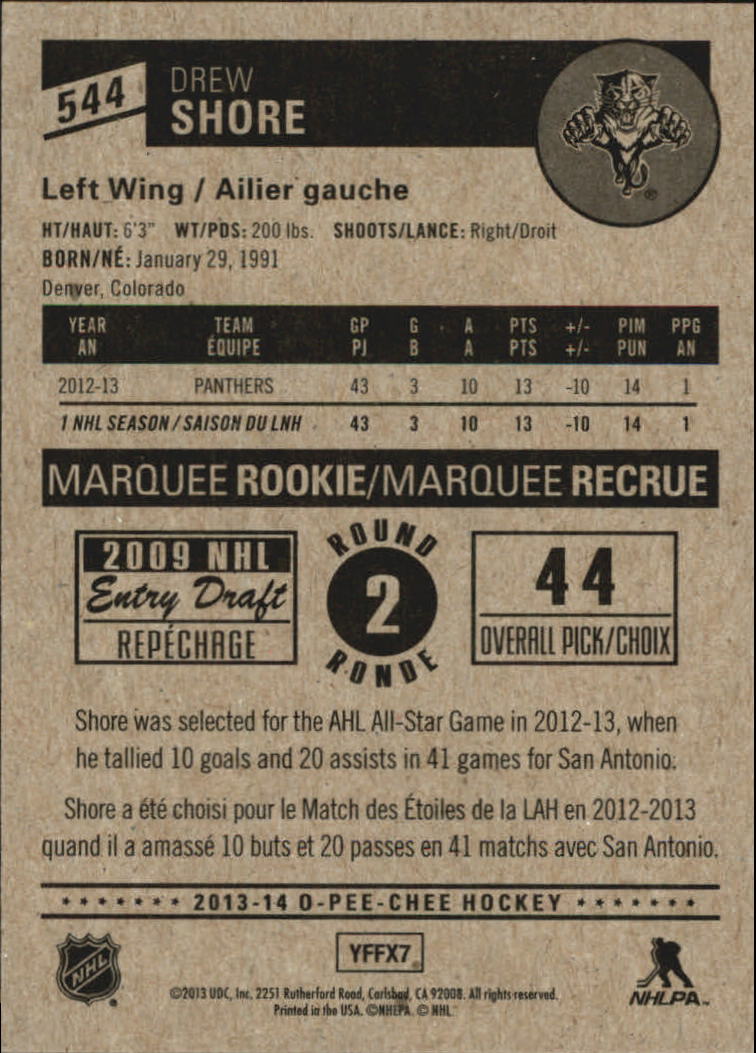 544
DREW
SHORE
Left Wing / Ailier gauche
HT/HAUT: 6'3" WT/PDS: 200 lbs. SHOOTS/LANCE: Right/Droit
BORN/NÉ: January 29, 1991
Denver, Colorado
YEAR TEAM GP G A PTS +/- PIM PPG
AN ÉQUIPE PJ B A PTS +/- PUN AN
2012-13 PANTHERS 43 3 10 13 -10 14 1
1 NHL SEASON / SAISON DU LNH 43 3 10 13 -10 14 1
MARQUEE ROOKIE/MARQUEE RECRUE
2009 NHL
Entry Draft
REPÉCHAGE
ROUND
2
RONDE
44
OVERALL PICK/CHOIX
Shore was selected for the AHL All-Star Game in 2012-13, when
he tallied 10 goals and 20 assists in 41 games for San Antonio.
Shore a été choisi pour le Match des Étoiles de la LAH en 2012-2013
quand il a amassé 10 buts et 20 passes en 41 matchs avec San Antonio.
******* 2013-14 O-PEE-CHEE HOCKEY *******
NHL ®
YFFX7
©2013 UDC, Inc. 2251 Rutherford Road, Carlsbad, CA 92008. All rights reserved.
Printed in the USA. ©NHLPA. © NHL
NHLPA™